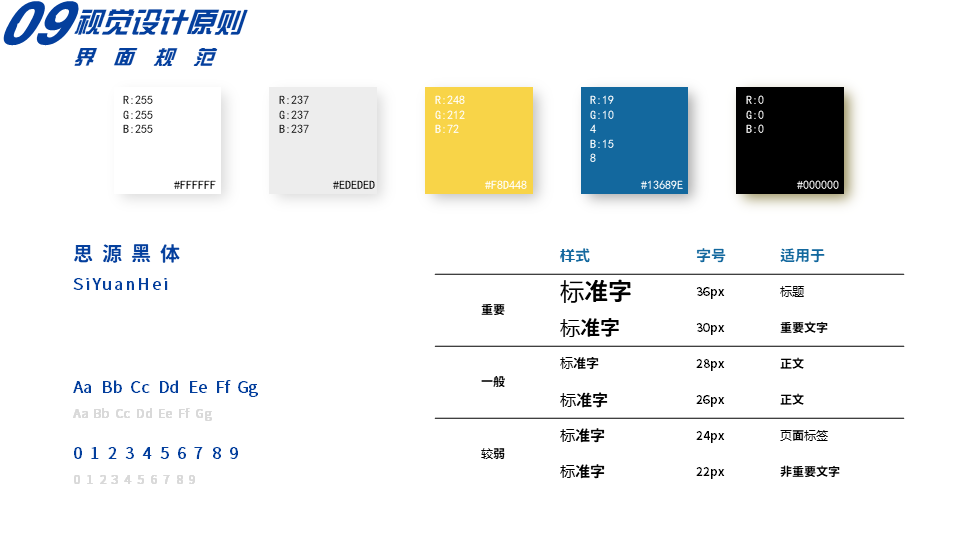 09 视觉设计原则
界面规范
R:255
G:255
B:255
#FFFFFF
R:237
G:237
B:237
#EDEDED
R:248
G:212
B:72
#F8D448
R:19
G:10
4
B:15
8
#13689E
R:0
G:0
B:0
#000000
思源黑体
SiYuanHei
Aa Bb Cc Dd Ee Ff Gg
Aa Bb Cc Dd Ee Ff Gg
0 1 2 3 4 5 6 7 8 9
0 1 2 3 4 5 6 7 8 9
样式 字号 适用于
重要
标准字 36px 标题
标准字 30px 重要文字
一般
标准字 28px 正文
标准字 26px 正文
较弱
标准字 24px 页面标签
标准字 22px 非重要文字